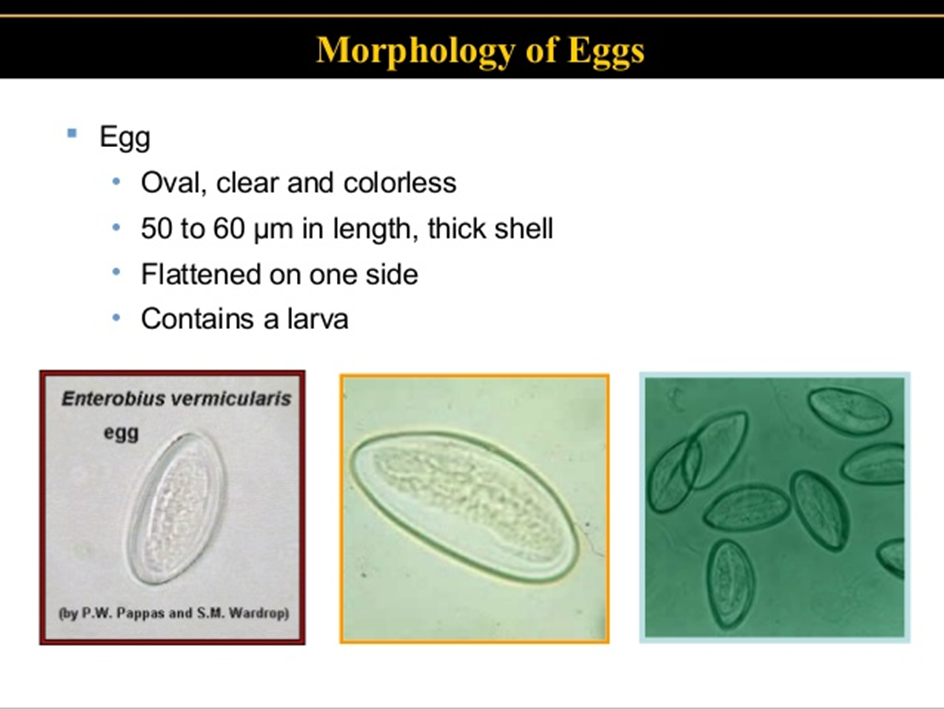 Morphology of Eggs
Egg
Oval, clear and colorless
50 to 60 µm in length, thick shell
Flattened on one side
Contains a larva
Enterobius vermicularis
egg
(by P.W. Pappas and S.M. Wardrop)